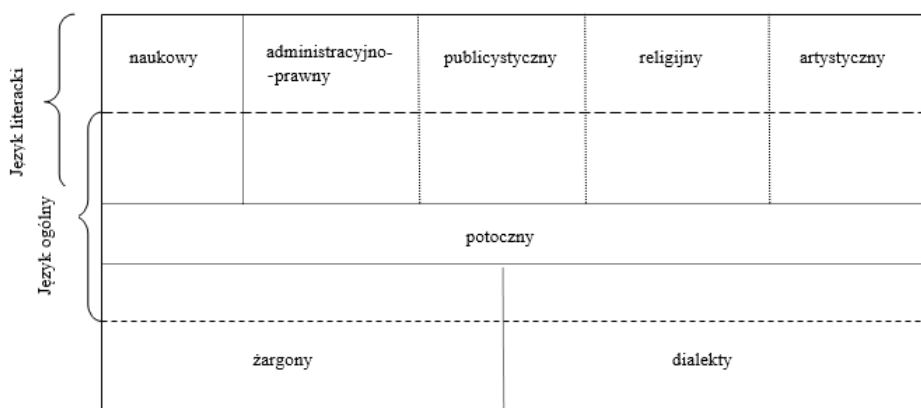 Język literacki
Język ogólny
naukowy
administracyjno-
-prawny
publicystyczny
religijny
artystyczny
potoczny
żargony
dialekty